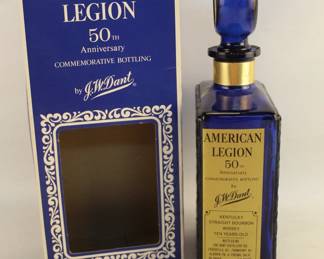 LEGION
50TH
Anniversary
COMMEMORATIVE BOTTLING
by J.W. Dant
AMERICAN
LEGION
50th
Anniversary
COMMEMORATIVE BOTTLING
by
J.W. Dant
KENTUCKY
STRAIGHT BOURBON
WHISKEY
TEN YEARS OLD